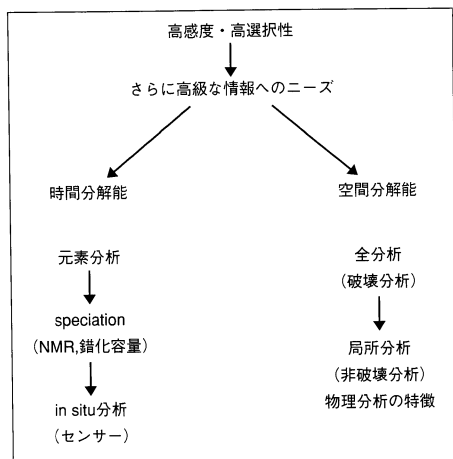 高感度・高選択性
さらに高級な情報へのニーズ
時間分解能
空間分解能
元素分析
speciation
(NMR,錯化容量)
in situ分析
(センサー)
全分析
(破壊分析)
局所分析
(非破壊分析)
物理分析の特徴